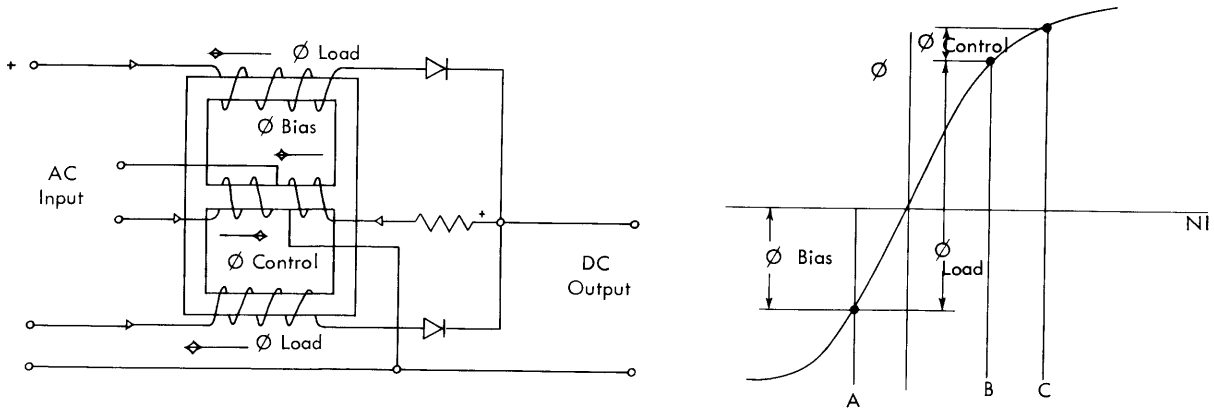 Ø Load
+
Ø Bias
AC
Input
+
Ø Control
DC
Output
Ø Load
Ø Control
Ø
NI
Ø Bias
Ø
Load
A
B
C